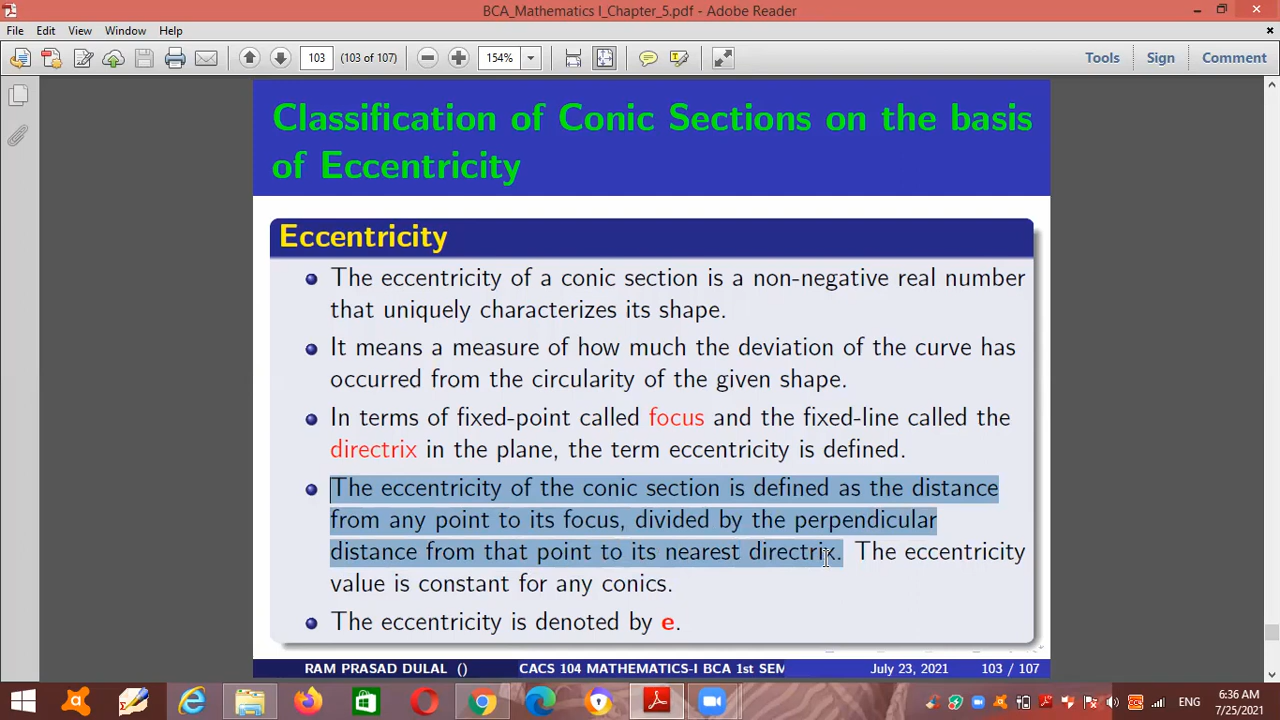 BCA_Mathematics I_Chapter_5.pdf - Adobe Reader
File Edit View Window Help
103 (103 of 107) 154% Tools Sign Comment
Classification of Conic Sections on the basis
of Eccentricity
Eccentricity
The eccentricity of a conic section is a non-negative real number
that uniquely characterizes its shape.
It means a measure of how much the deviation of the curve has
occurred from the circularity of the given shape.
In terms of fixed-point called focus and the fixed-line called the
directrix in the plane, the term eccentricity is defined.
The eccentricity of the conic section is defined as the distance
from any point to its focus, divided by the perpendicular
distance from that point to its nearest directrix. The eccentricity
value is constant for any conics.
The eccentricity is denoted by e.
RAM PRASAD DULAL () CACS 104 MATHEMATICS-I BCA 1st SEM July 23, 2021 103 / 107
ENG 6:36 AM
7/25/2021